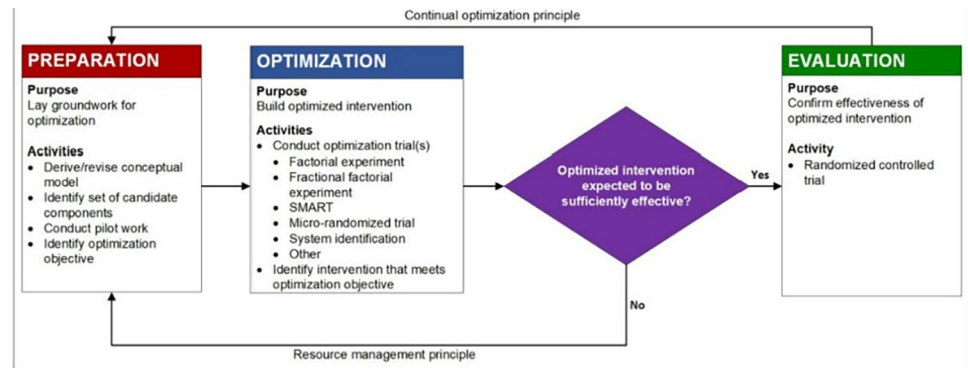 Continual optimization principle
PREPARATION
Purpose
Lay groundwork for
optimization
Activities
• Derive/revise conceptual
model
• Identify set of candidate
components
• Conduct pilot work
• Identify optimization
objective
OPTIMIZATION
Purpose
Build optimized intervention
Activities
• Conduct optimization trial(s)
• Factorial experiment
• Fractional factorial
experiment
• SMART
• Micro-randomized trial
• System identification
• Other
• Identify intervention that meets
optimization objective
Optimized intervention
expected to be
sufficiently effective?
Yes
No
EVALUATION
Purpose
Confirm effectiveness of
optimized intervention
Activity
• Randomized controlled
trial
Resource management principle